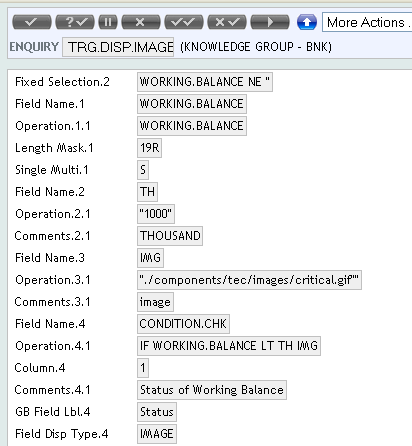 More Actions ...
ENQUIRY TRG.DISP.IMAGE (KNOWLEDGE GROUP - BNK)
Fixed Selection.2 WORKING.BALANCE NE "
Field Name.1 WORKING.BALANCE
Operation.1.1 WORKING.BALANCE
Length Mask.1 19R
Single Multi.1 S
Field Name.2 TH
Operation.2.1 "1000"
Comments.2.1 THOUSAND
Field Name.3 IMG
Operation.3.1 "./components/tec/images/critical.gif""
Comments.3.1 image
Field Name.4 CONDITION.CHK
Operation.4.1 IF WORKING.BALANCE LT TH IMG
Column.4 1
Comments.4.1 Status of Working Balance
GB Field Lbl.4 Status
Field Disp Type.4 IMAGE